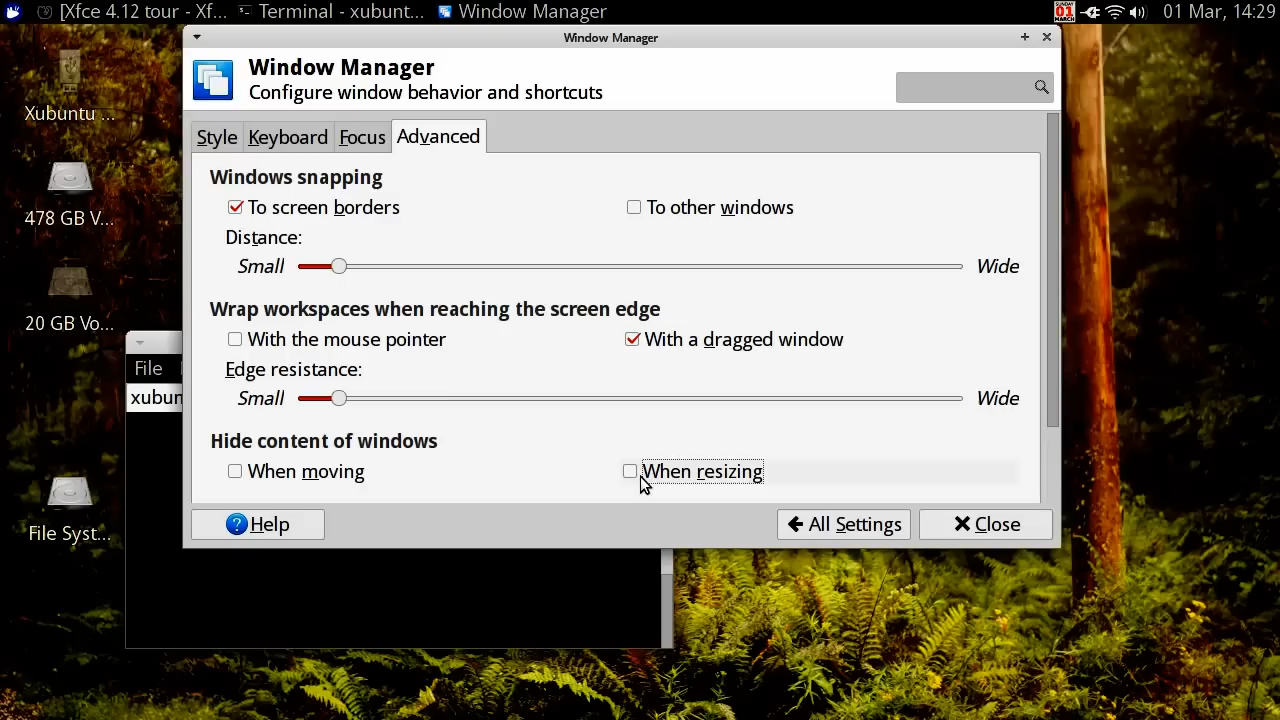 [Xfce 4.12 tour - Xf... Terminal - xubunt... Window Manager SUNDAY 01 MARCH 01 Mar, 14:29
Window Manager
Window Manager
Configure window behavior and shortcuts
Style Keyboard Focus Advanced
Windows snapping
To screen borders To other windows
Distance:
Small Wide
Wrap workspaces when reaching the screen edge
With the mouse pointer With a dragged window
Edge resistance:
Small Wide
Hide content of windows
When moving When resizing
Help All Settings Close
Xubuntu ...
478 GB V...
20 GB Vo...
File Syst...
File
xubun